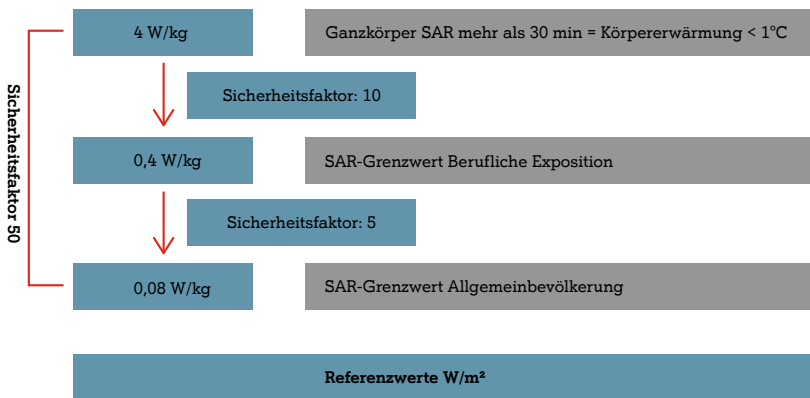 4 W/kg
Ganzkörper SAR mehr als 30 min = Körpererwärmung < 1°C
Sicherheitsfaktor: 10
Sicherheitsfaktor 50
0,4 W/kg
SAR-Grenzwert Berufliche Exposition
Sicherheitsfaktor: 5
0,08 W/kg
SAR-Grenzwert Allgemeinbevölkerung
Referenzwerte W/m²